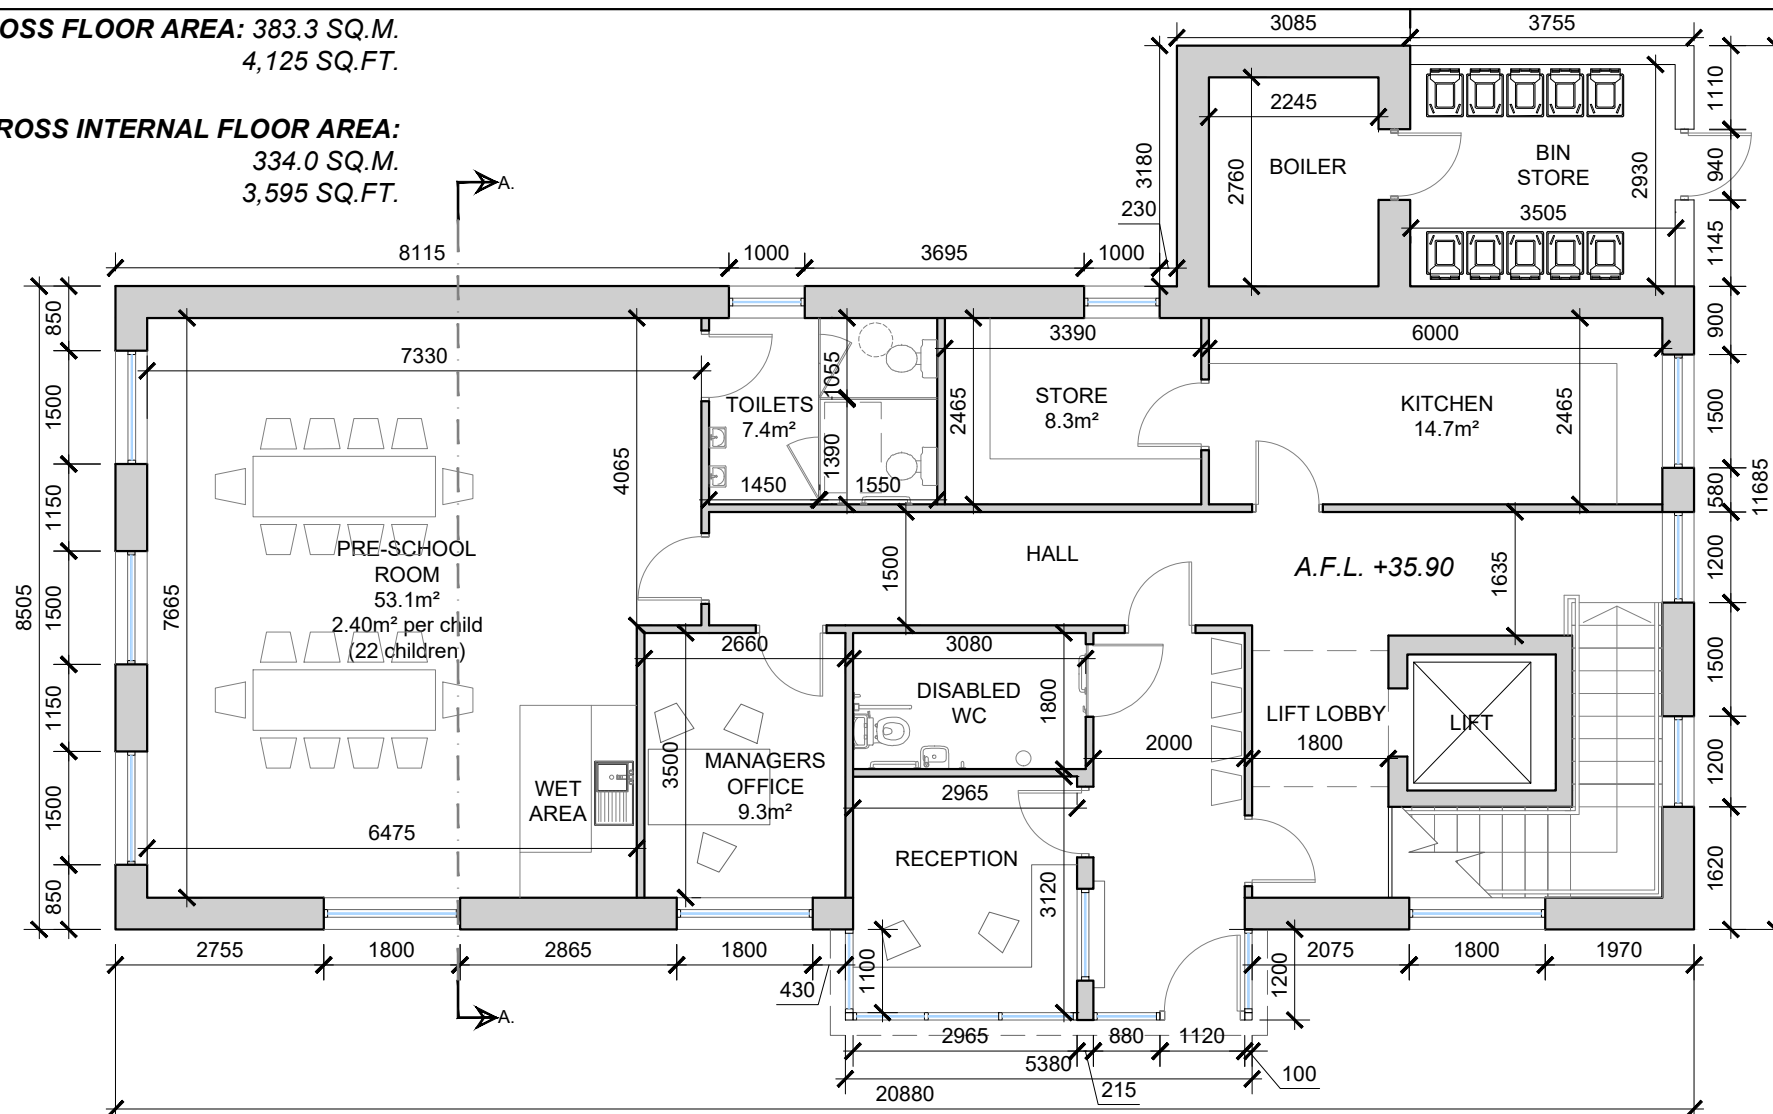 OSS FLOOR AREA: 383.3 SQ.M.
4,125 SQ.FT.
ROSS INTERNAL FLOOR AREA:
334.0 SQ.M.
3,595 SQ.FT.
3085
3755
1110
940
1145
2245
2760
BOILER
BIN
STORE
2930
3505
3180
230
A.
8115
1000
3695
1000
8505
850
1500
1150
1500
1150
1500
850
7330
7665
4065
TOILETS
7.4m²
1055
1390
1450
1550
2465
3390
STORE
8.3m²
6000
KITCHEN
14.7m²
2465
900
1500
580
1200
1500
1200
1620
11685
PRE-SCHOOL
ROOM
53.1m²
2.40m² per child
(22 children)
1500
HALL
A.F.L. +35.90
1635
2660
3080
DISABLED
WC
1800
LIFT LOBBY
1800
LIFT
2000
3500
MANAGERS
OFFICE
9.3m²
WET
AREA
6475
2965
RECEPTION
3120
1100
1200
2755
1800
2865
1800
430
2075
1800
1970
A.
2965
880
1120
5380
215
100
20880